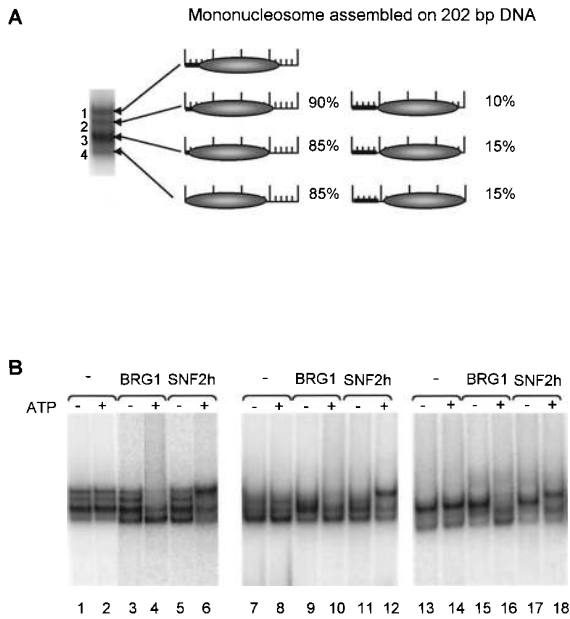 A
Mononucleosome assembled on 202 bp DNA
1
2
90% 10%
3
85% 15%
4
85% 15%
B
- BRG1 SNF2h - BRG1 SNF2h - BRG1 SNF2h
ATP - + - + - + - + - + - + - + - + - +
1 2 3 4 5 6 7 8 9 10 11 12 13 14 15 16 17 18